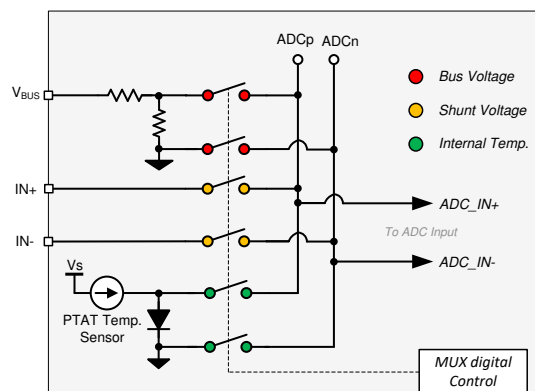 ADCp ADCn
VBUS
Bus Voltage
Shunt Voltage
Internal Temp.
IN+
ADC_IN+
To ADC Input
IN-
ADC_IN-
Vs
PTAT Temp.
Sensor
MUX digital
Control